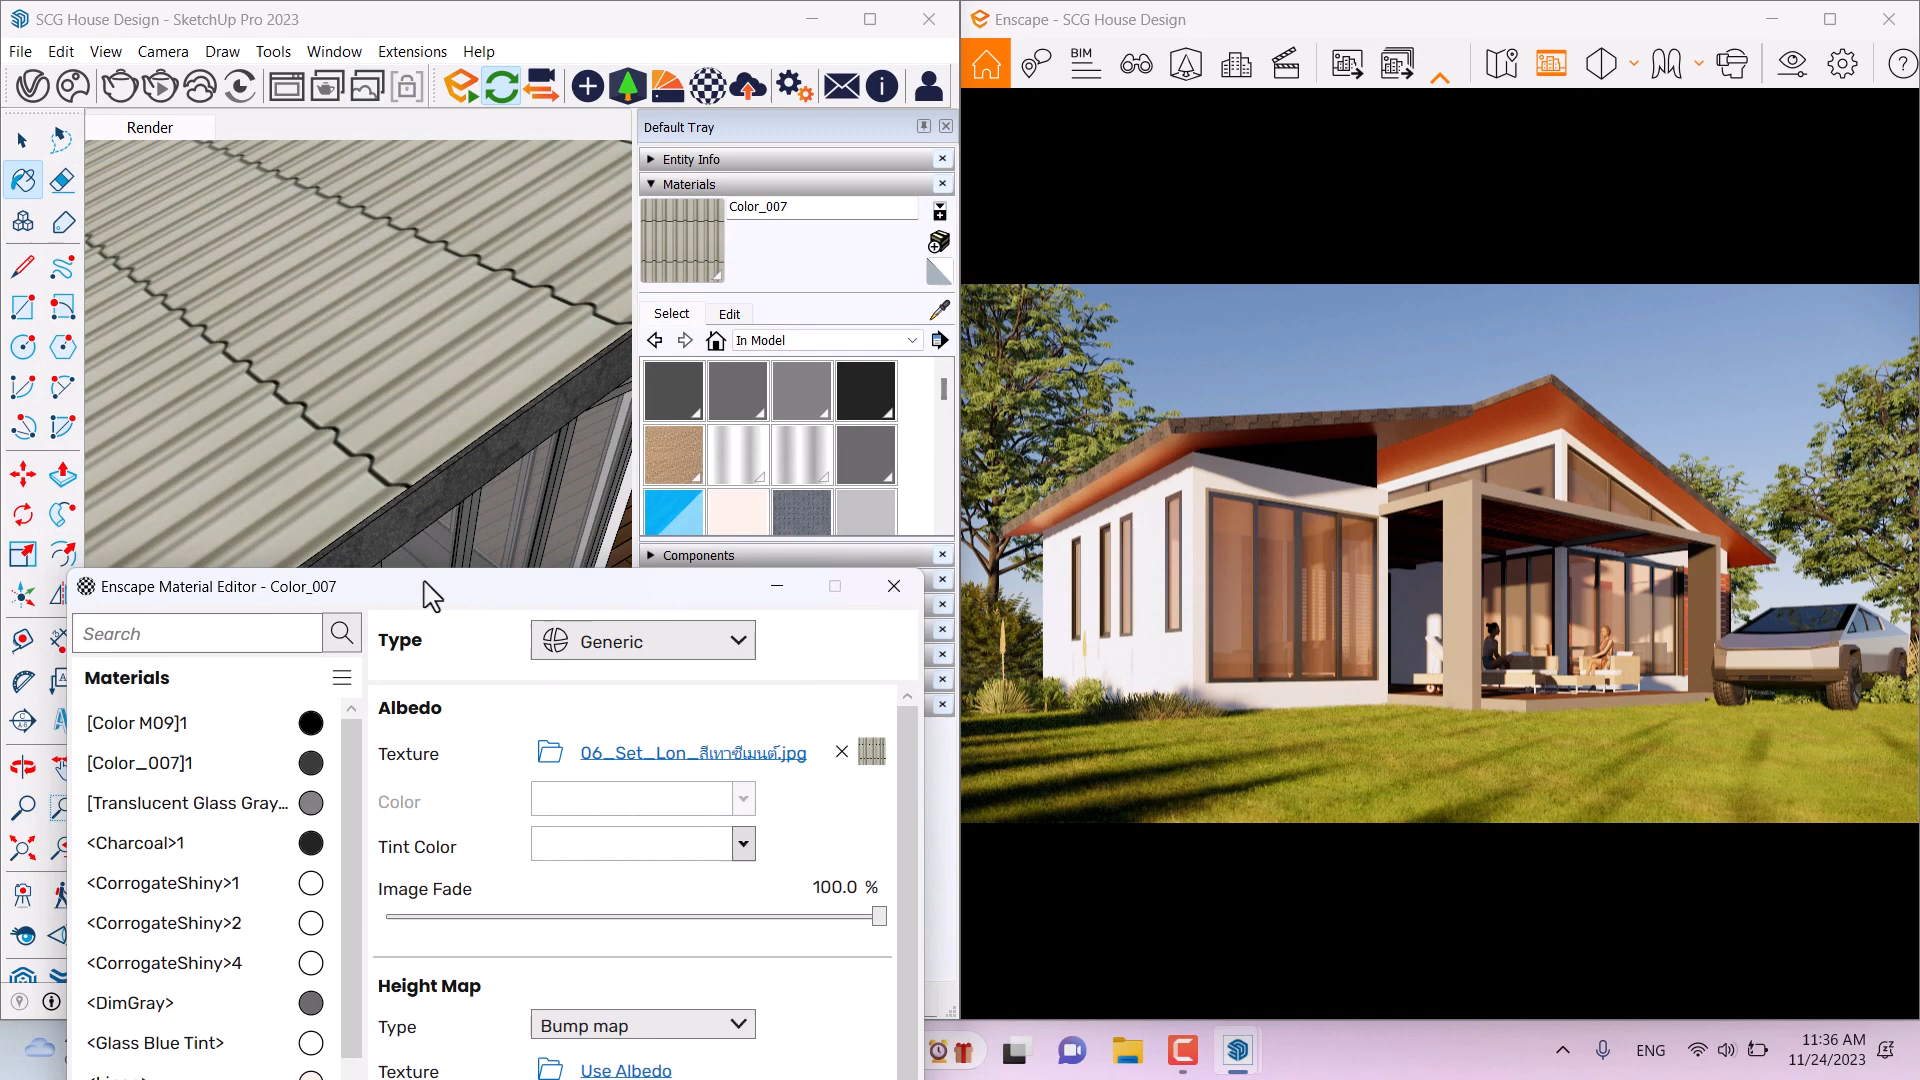 SCG House Design - SketchUp Pro 2023
File Edit View Camera Draw Tools Window Extensions Help
Render
Default Tray
Entity Info
Materials
Color_007
Select Edit
In Model
Components
Enscape Material Editor - Color_007
Search
Materials
[Color M09]1
[Color_007]1
[Translucent Glass Gray...
<Charcoal>1
<CorrogateShiny>1
<CorrogateShiny>2
<CorrogateShiny>4
<DimGray>
<Glass Blue Tint>
Type Generic
Albedo
Texture 06_Set_Lon_สีเทาซีเมนต์.jpg
Color
Tint Color
Image Fade 100.0 %
Height Map
Type Bump map
Texture Use Albedo
Enscape - SCG House Design
BIM
ENG
11:36 AM
11/24/2023